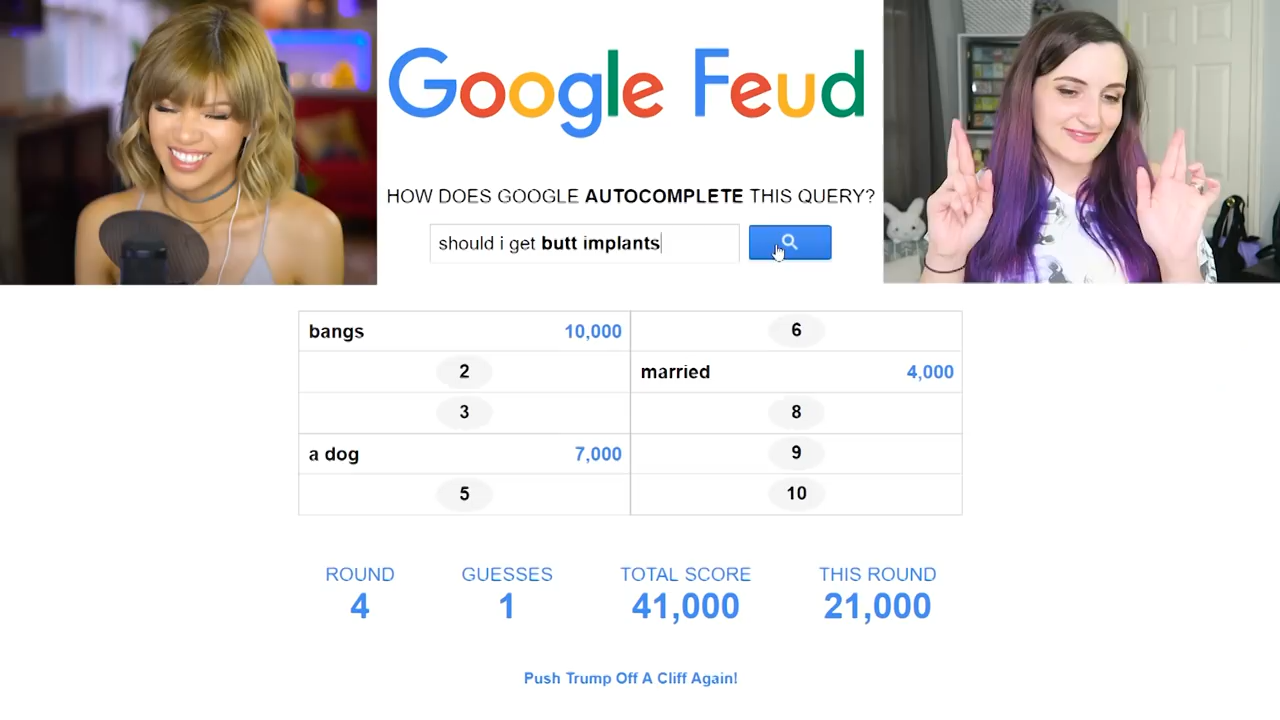 Google Feud
HOW DOES GOOGLE AUTOCOMPLETE THIS QUERY?
should i get butt implants
bangs 10,000
6
2
married 4,000
3
8
a dog 7,000
9
5
10
ROUND GUESSES TOTAL SCORE THIS ROUND
4 1 41,000 21,000
Push Trump Off A Cliff Again!